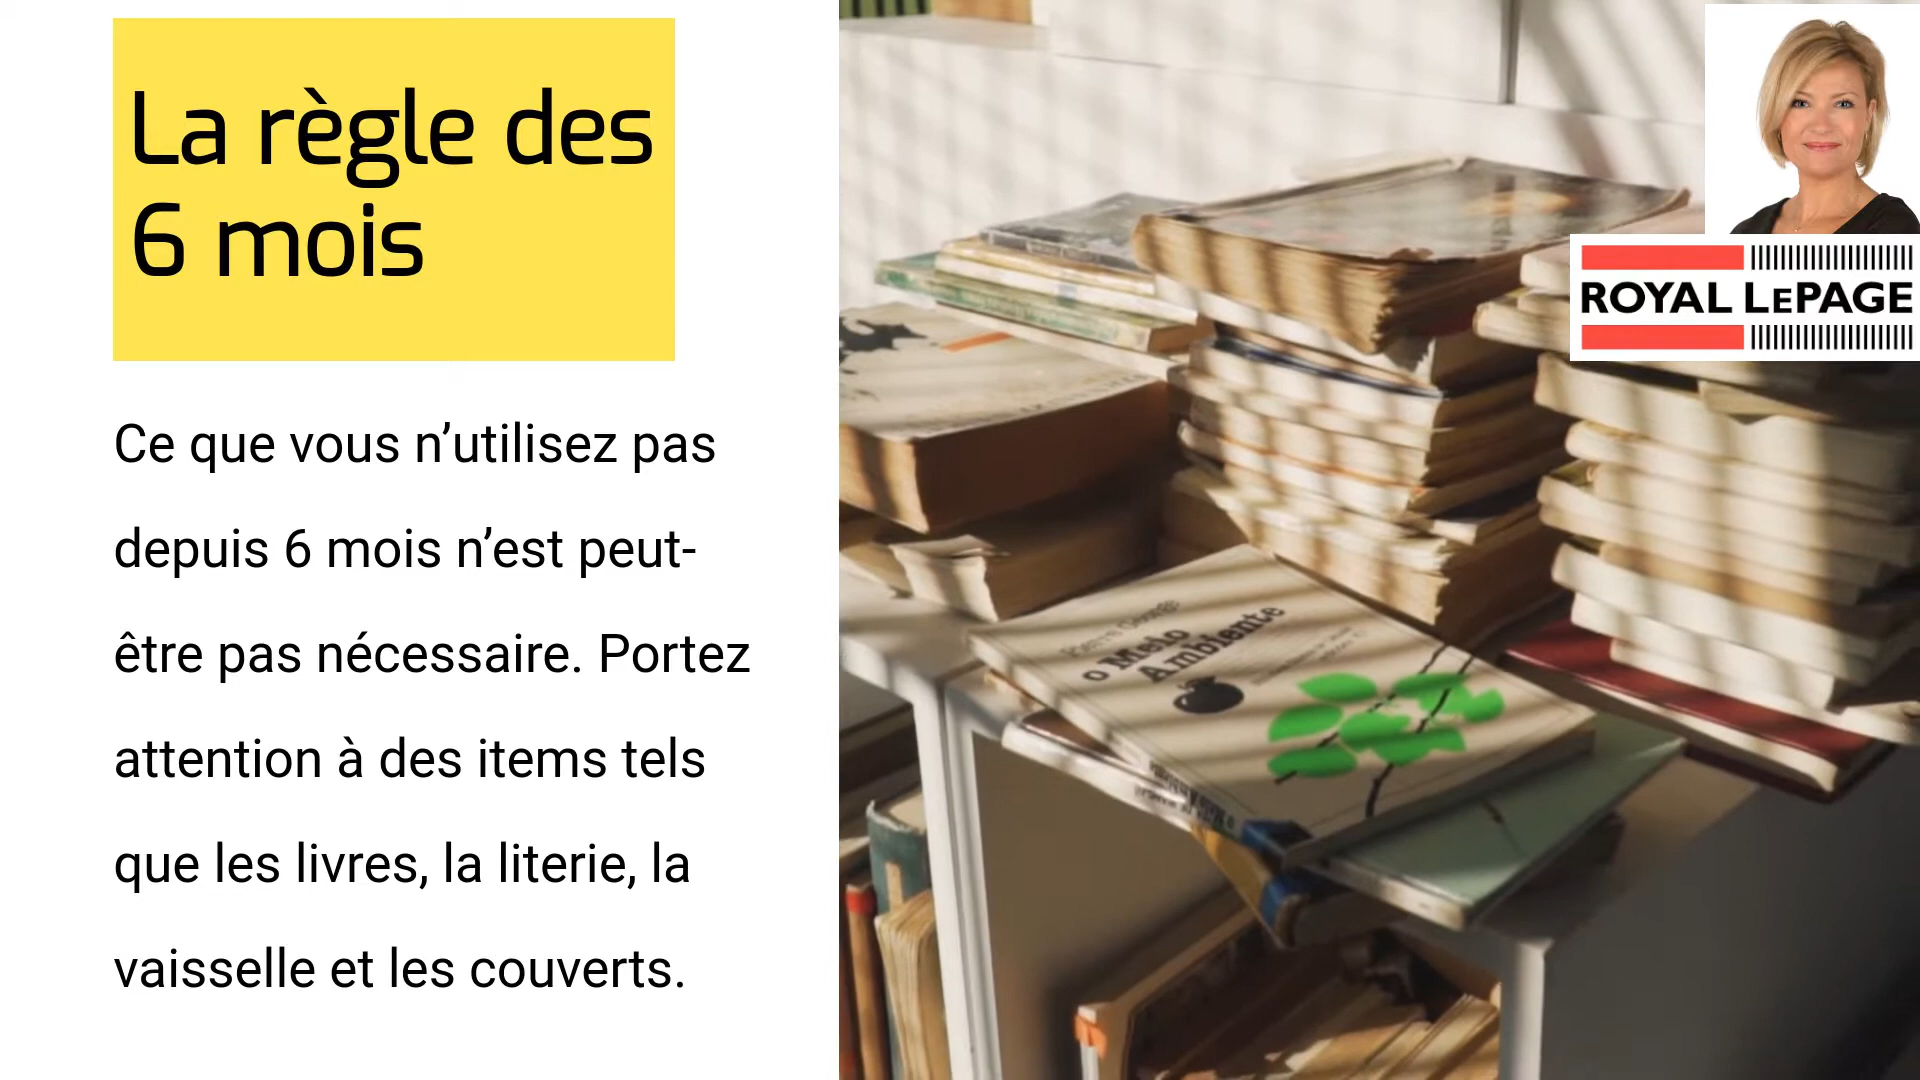 La règle des
6 mois
Ce que vous n’utilisez pas
depuis 6 mois n’est peut-
être pas nécessaire. Portez
attention à des items tels
que les livres, la literie, la
vaisselle et les couverts.
ROYAL LEPAGE
o Meio
Ambiente